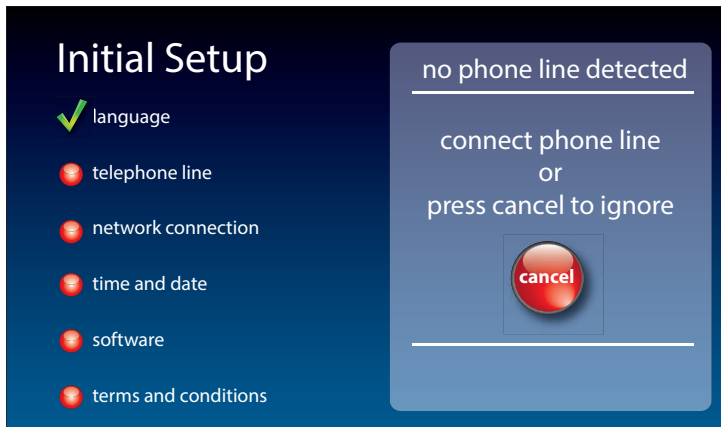 Initial Setup
language
telephone line
network connection
time and date
software
terms and conditions
no phone line detected
connect phone line
or
press cancel to ignore
cancel